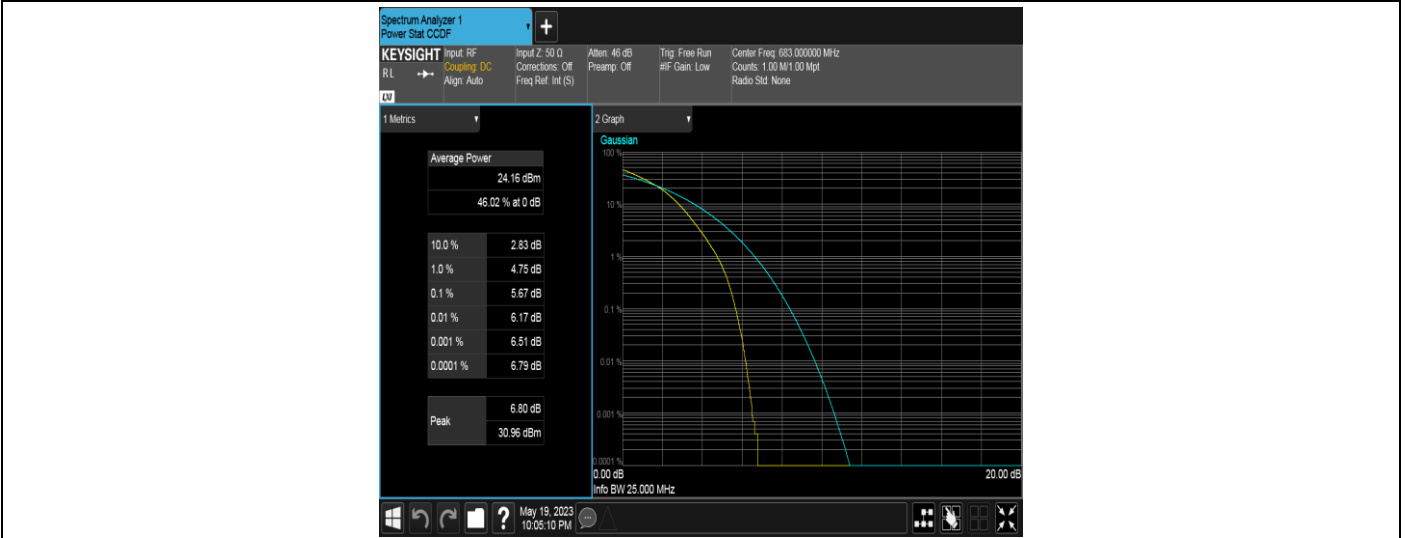 Spectrum Analyzer 1
Power Stat CCDF
+
KEYSIGHT
RL
LXI
Input: RF
Coupling: DC
Align: Auto
Input Z: 50 Ω
Corrections: Off
Freq Ref: Int (S)
Atten: 46 dB
Preamp: Off
Trig: Free Run
#IF Gain: Low
Center Freq: 683.000000 MHz
Counts: 1.00 M/1.00 Mpt
Radio Std: None
1 Metrics
Average Power
24.16 dBm
46.02 % at 0 dB
10.0 % 2.83 dB
1.0 % 4.75 dB
0.1 % 5.67 dB
0.01 % 6.17 dB
0.001 % 6.51 dB
0.0001 % 6.79 dB
Peak
6.80 dB
30.96 dBm
2 Graph
Gaussian
100 %
10 %
1 %
0.1 %
0.01 %
0.001 %
0.0001 %
0.00 dB 20.00 dB
Info BW 25.000 MHz
?
May 19, 2023
10:05:10 PM